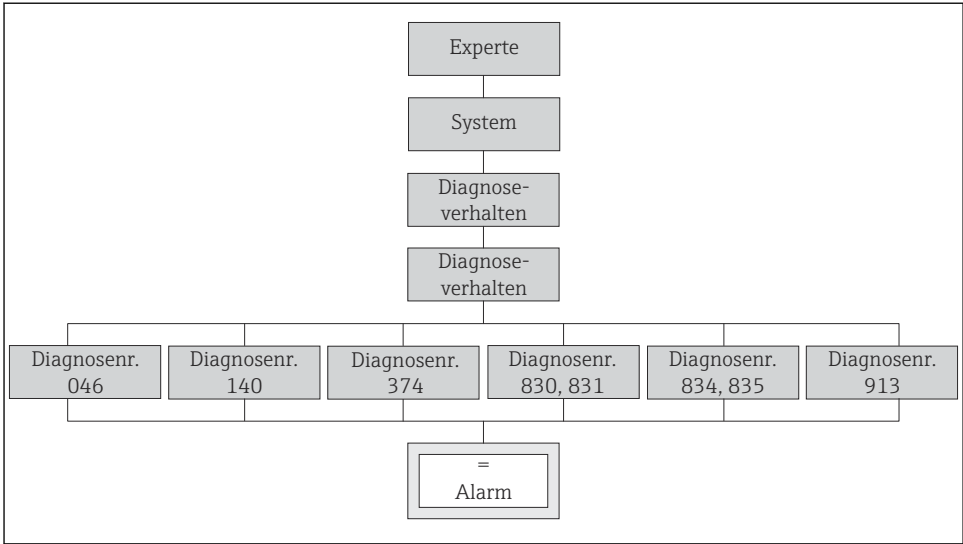 Experte
System
Diagnose-
verhalten
Diagnose-
verhalten
Diagnosenr.
046
Diagnosenr.
140
Diagnosenr.
374
Diagnosenr.
830, 831
Diagnosenr.
834, 835
Diagnosenr.
913
=
Alarm